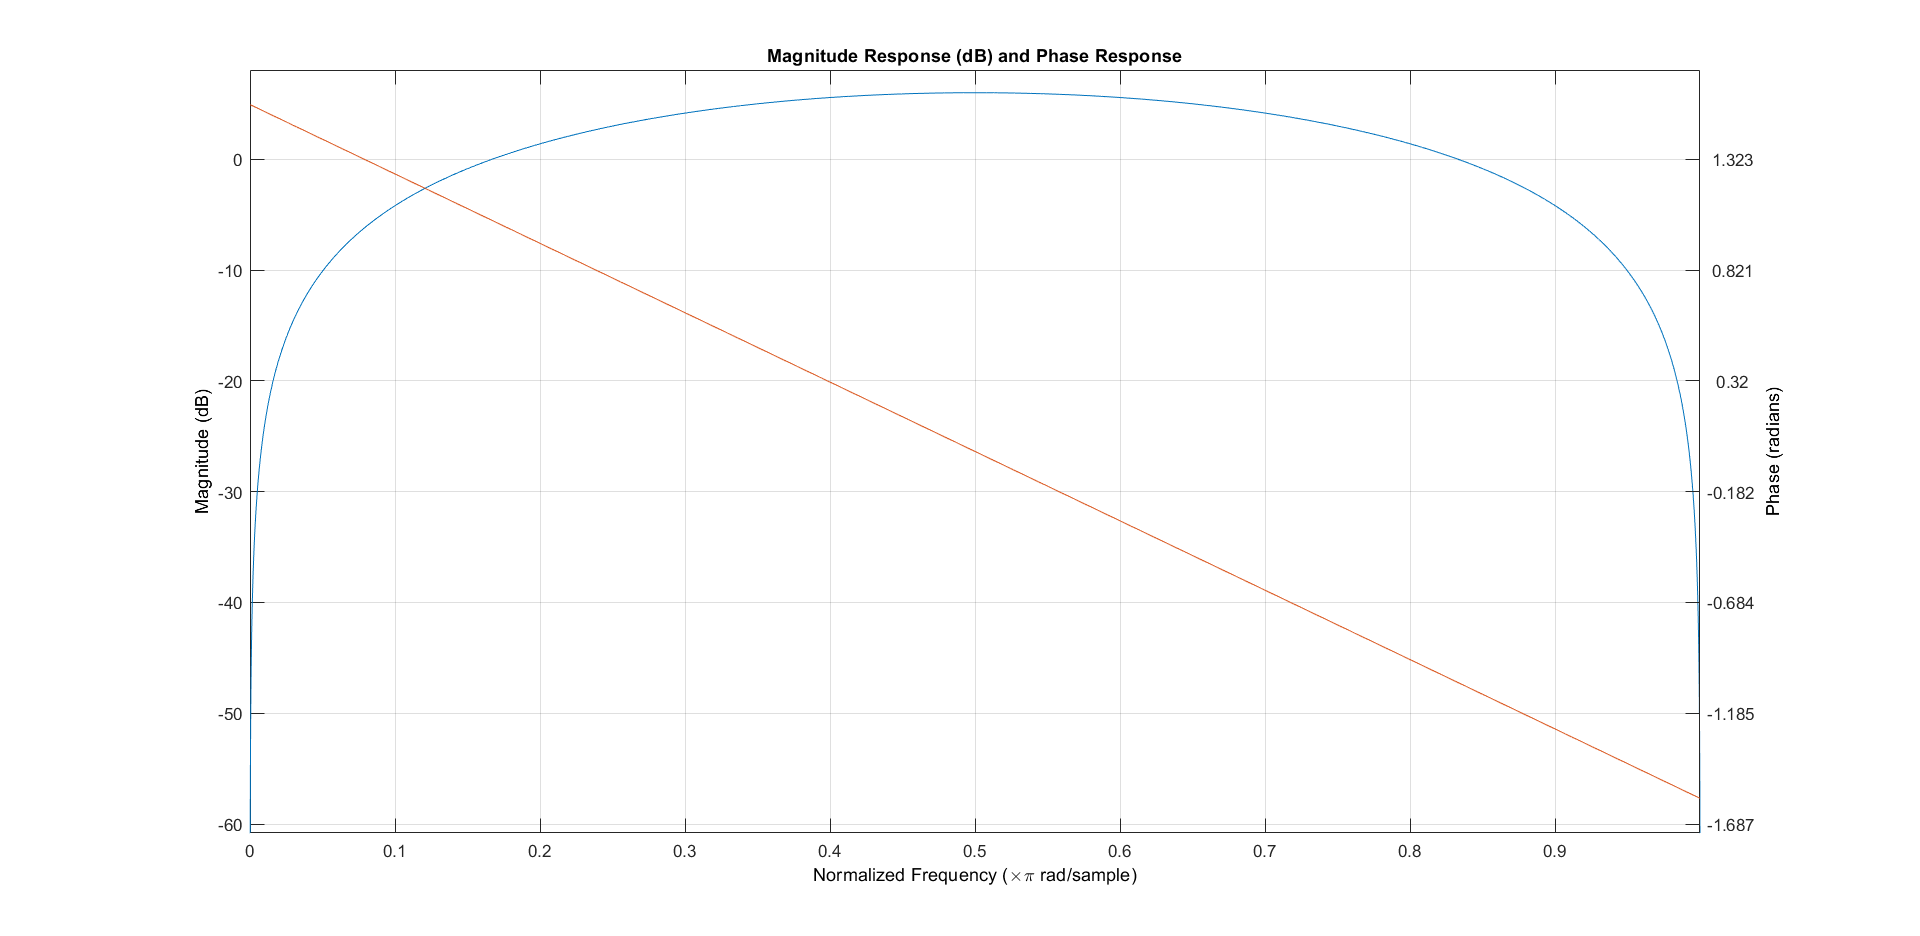 Magnitude Response (dB) and Phase Response
Magnitude (dB)
0
-10
-20
-30
-40
-50
-60
1.323
0.821
0.32
-0.182
-0.684
-1.185
-1.687
Phase (radians)
0 0.1 0.2 0.3 0.4 0.5 0.6 0.7 0.8 0.9
Normalized Frequency (×π rad/sample)